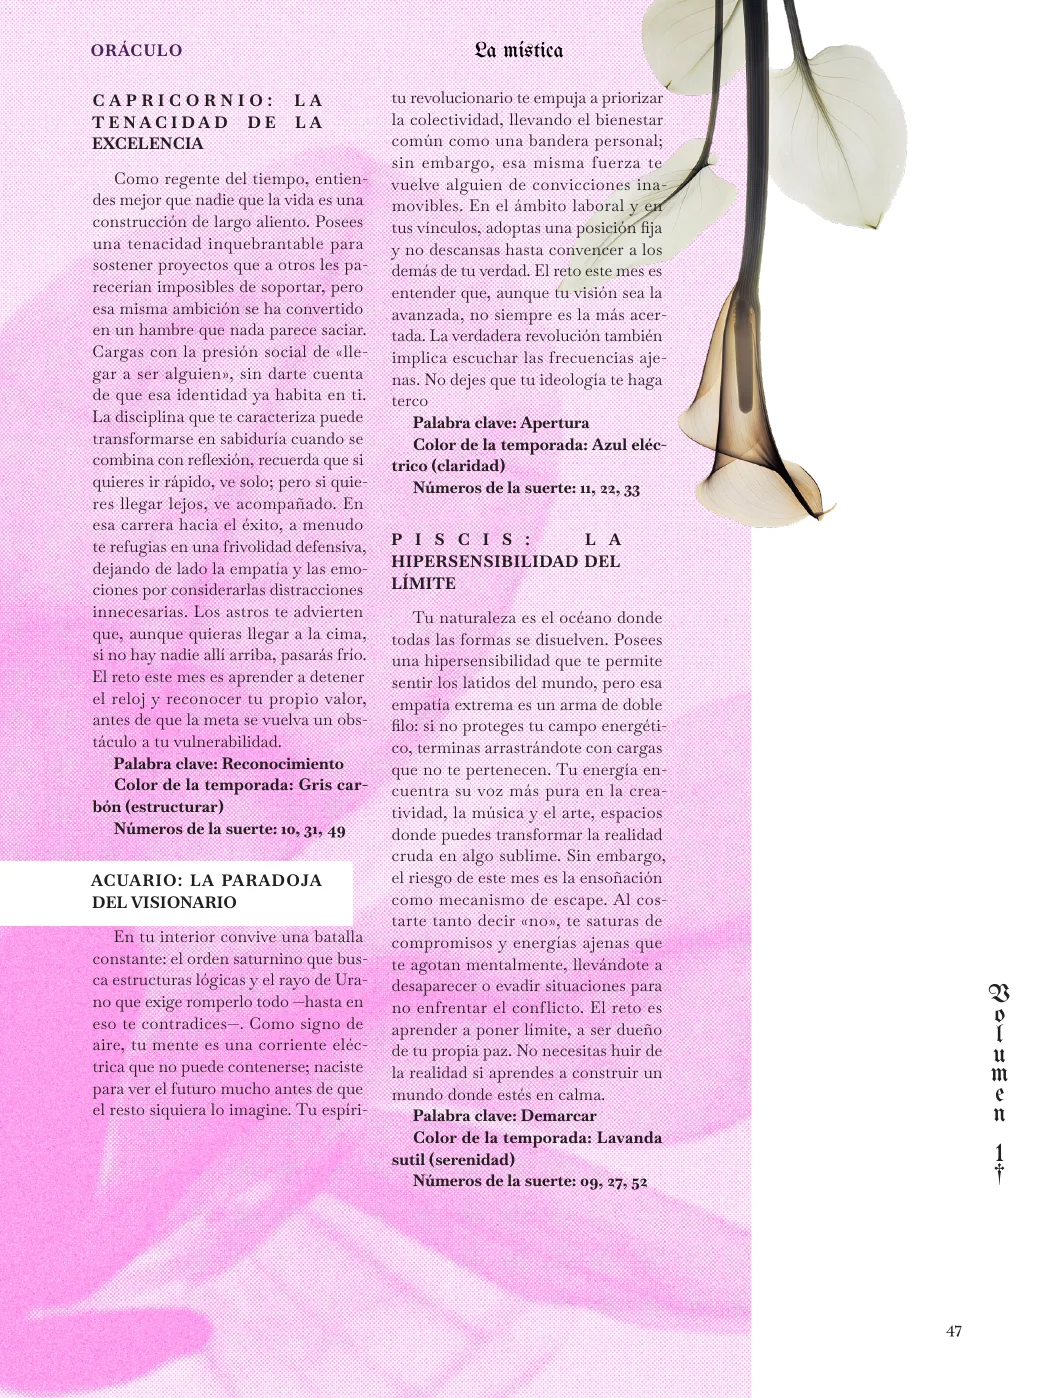 ORÁCULO
La mística
CAPRICORNIO: LA
TENACIDAD DE LA
EXCELENCIA
Como regente del tiempo, entien-
des mejor que nadie que la vida es una
construcción de largo aliento. Posees
una tenacidad inquebrantable para
sostener proyectos que a otros les pa-
recerían imposibles de soportar, pero
esa misma ambición se ha convertido
en un hambre que nada parece saciar.
Cargas con la presión social de «lle-
gar a ser alguien», sin darte cuenta
de que esa identidad ya habita en ti.
La disciplina que te caracteriza puede
transformarse en sabiduría cuando se
combina con reflexión, recuerda que si
quieres ir rápido, ve solo; pero si quie-
res llegar lejos, ve acompañado. En
esa carrera hacia el éxito, a menudo
te refugias en una frivolidad defensiva,
dejando de lado la empatía y las emo-
ciones por considerarlas distracciones
innecesarias. Los astros te advierten
que, aunque quieras llegar a la cima,
si no hay nadie allí arriba, pasarás frío.
El reto este mes es aprender a detener
el reloj y reconocer tu propio valor,
antes de que la meta se vuelva un obs-
táculo a tu vulnerabilidad.
Palabra clave: Reconocimiento
Color de la temporada: Gris car-
bón (estructurar)
Números de la suerte: 10, 31, 49
ACUARIO: LA PARADOJA
DEL VISIONARIO
En tu interior convive una batalla
constante: el orden saturnino que bus-
ca estructuras lógicas y el rayo de Ura-
no que exige romperlo todo —hasta en
eso te contradices—. Como signo de
aire, tu mente es una corriente eléc-
trica que no puede contenerse; naciste
para ver el futuro mucho antes de que
el resto siquiera lo imagine. Tu espíri-
tu revolucionario te empuja a priorizar
la colectividad, llevando el bienestar
común como una bandera personal;
sin embargo, esa misma fuerza te
vuelve alguien de convicciones ina-
movibles. En el ámbito laboral y en
tus vínculos, adoptas una posición fija
y no descansas hasta convencer a los
demás de tu verdad. El reto este mes es
entender que, aunque tu visión sea la
avanzada, no siempre es la más acer-
tada. La verdadera revolución también
implica escuchar las frecuencias aje-
nas. No dejes que tu ideología te haga
terco
Palabra clave: Apertura
Color de la temporada: Azul eléc-
trico (claridad)
Números de la suerte: 11, 22, 33
PISCIS: LA
HIPERSENSIBILIDAD DEL
LÍMITE
Tu naturaleza es el océano donde
todas las formas se disuelven. Posees
una hipersensibilidad que te permite
sentir los latidos del mundo, pero esa
empatía extrema es un arma de doble
filo: si no proteges tu campo energéti-
co, terminas arrastrándote con cargas
que no te pertenecen. Tu energía en-
cuentra su voz más pura en la crea-
tividad, la música y el arte, espacios
donde puedes transformar la realidad
cruda en algo sublime. Sin embargo,
el riesgo de este mes es la ensoñación
como mecanismo de escape. Al cos-
tarte tanto decir «no», te saturas de
compromisos y energías ajenas que
te agotan mentalmente, llevándote a
desaparecer o evadir situaciones para
no enfrentar el conflicto. El reto es
aprender a poner límite, a ser dueño
de tu propia paz. No necesitas huir de
la realidad si aprendes a construir un
mundo donde estés en calma.
Palabra clave: Demarcar
Color de la temporada: Lavanda
sutil (serenidad)
Números de la suerte: 09, 27, 52
Volumen 1†
47